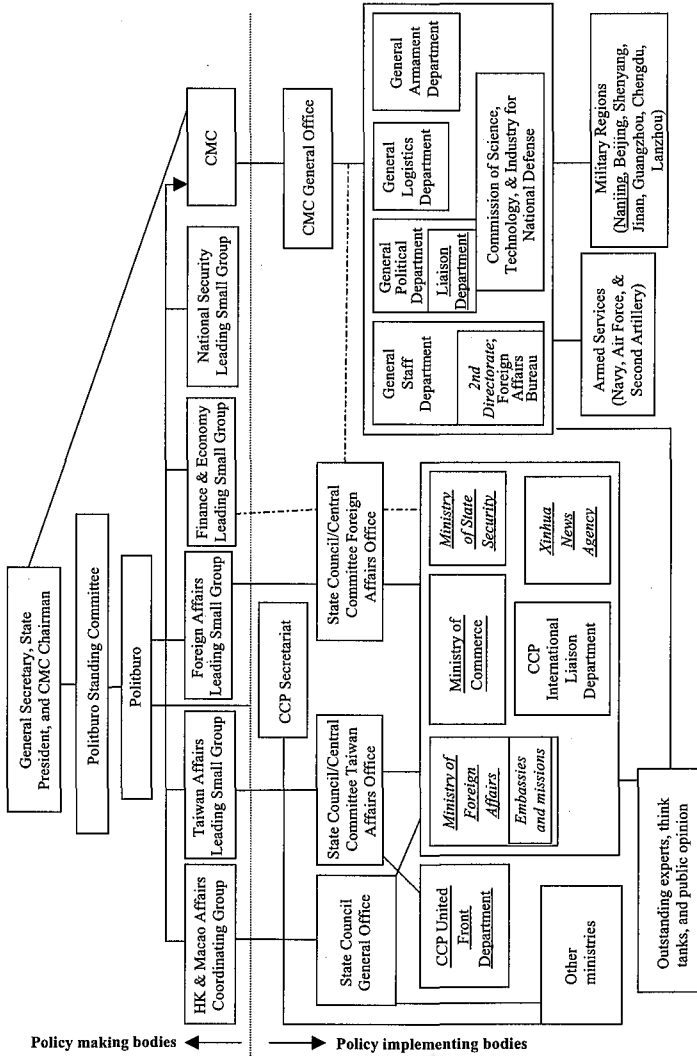 General Secretary, State
President, and CMC Chairman
Politburo Standing Committee
Politburo
HK & Macao Affairs
Coordinating Group
Taiwan Affairs
Leading Small Group
Foreign Affairs
Leading Small Group
Finance & Economy
Leading Small Group
National Security
Leading Small Group
CMC
Policy making bodies
Policy implementing bodies
CCP Secretariat
CMC General Office
State Council
General Office
State Council/Central
Committee Taiwan
Affairs Office
State Council/Central
Committee Foreign
Affairs Office
General
Staff
Department
2nd
Directorate;
Foreign
Affairs
Bureau
General
Political
Department
Liaison
Department
General
Logistics
Department
General
Armament
Department
Commission of Science,
Technology, & Industry for
National Defense
CCP United
Front
Department
Ministry of
Foreign
Affairs
Embassies
and missions
Ministry of
Commerce
Ministry
of State
Security
CCP
International
Liaison
Department
Xinhua
News
Agency
Other
ministries
Armed Services
(Navy, Air Force, &
Second Artillery)
Military Regions
(Nanjing, Beijing, Shenyang,
Jinan, Guangzhou, Chengdu,
Lanzhou)
Outstanding experts, think
tanks, and public opinion